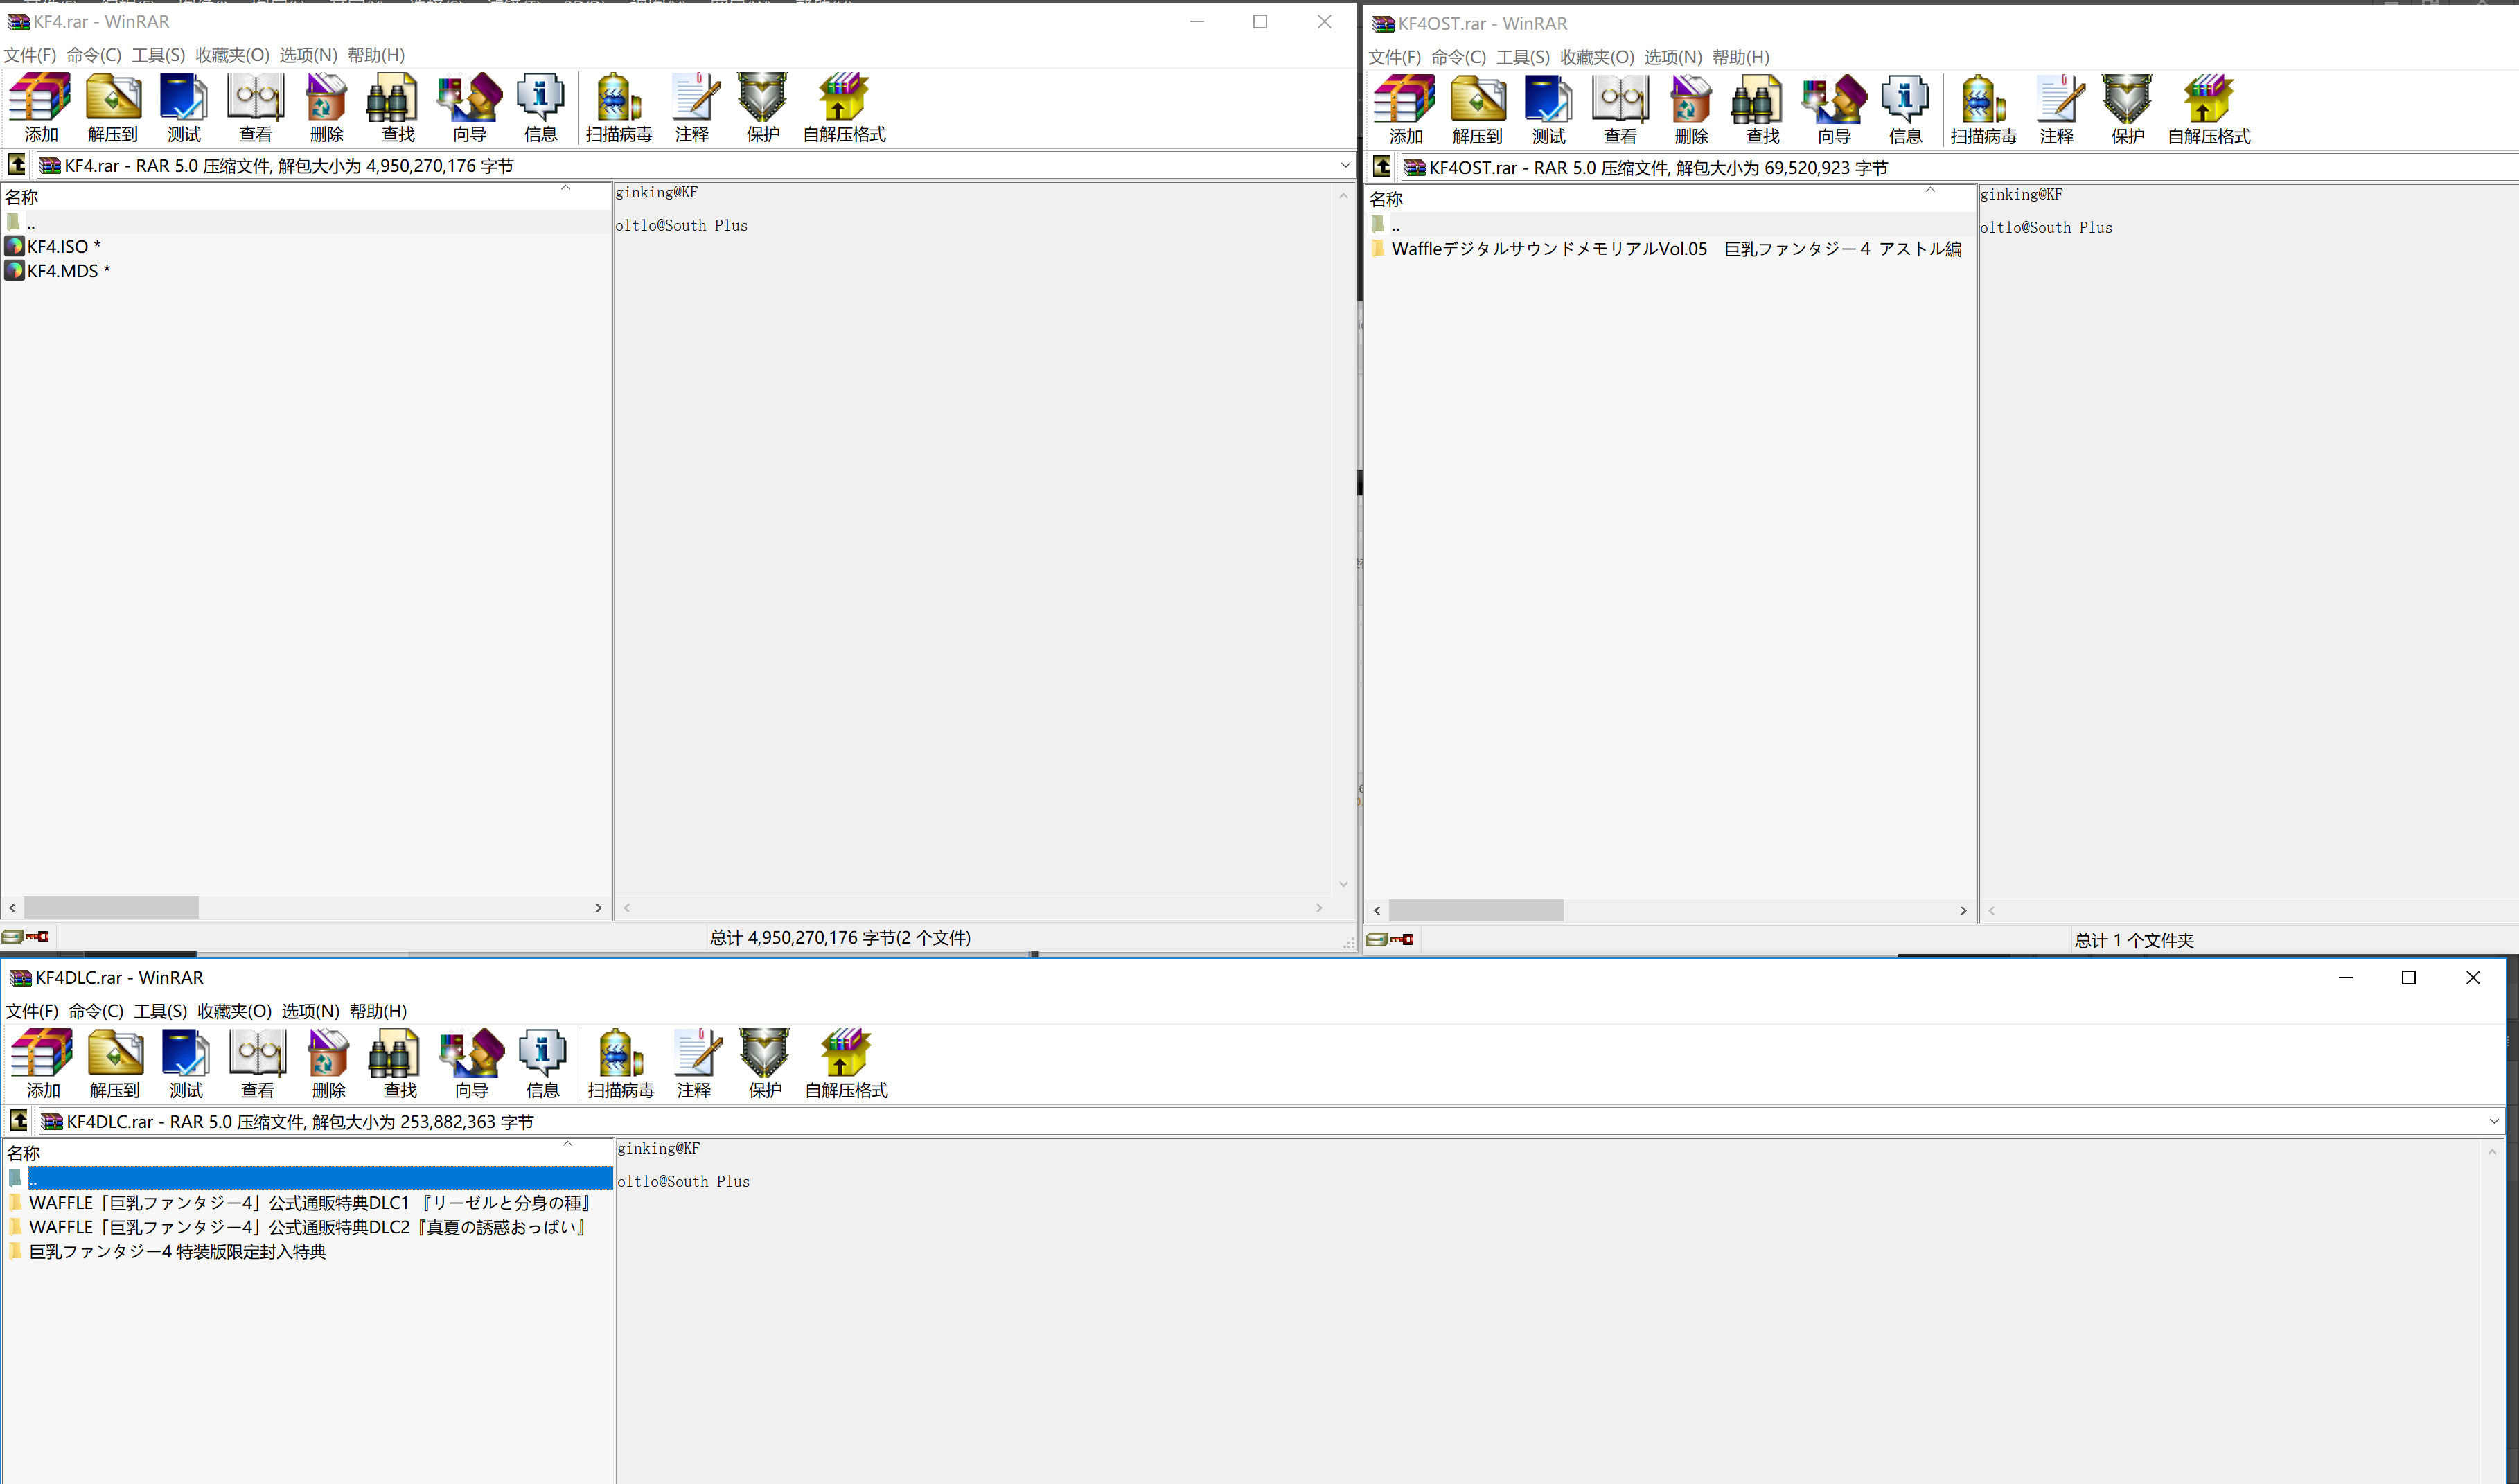 KF4.rar - WinRAR
文件(F) 命令(C) 工具(S) 收藏夹(O) 选项(N) 帮助(H)
添加 解压到 测试 查看 删除 查找 向导 信息 扫描病毒 注释 保护 自解压格式
KF4.rar - RAR 5.0 压缩文件, 解包大小为 4,950,270,176 字节
名称
..
KF4.ISO *
KF4.MDS *
ginking@KF
oltlo@South Plus
总计 4,950,270,176 字节(2 个文件)
KF4OST.rar - WinRAR
文件(F) 命令(C) 工具(S) 收藏夹(O) 选项(N) 帮助(H)
添加 解压到 测试 查看 删除 查找 向导 信息 扫描病毒 注释 保护 自解压格式
KF4OST.rar - RAR 5.0 压缩文件, 解包大小为 69,520,923 字节
名称
..
WaffleデジタルサウンドメモリアルVol.05　巨乳ファンタジー４ アストル編
ginking@KF
oltlo@South Plus
总计 1 个文件夹
KF4DLC.rar - WinRAR
文件(F) 命令(C) 工具(S) 收藏夹(O) 选项(N) 帮助(H)
添加 解压到 测试 查看 删除 查找 向导 信息 扫描病毒 注释 保护 自解压格式
KF4DLC.rar - RAR 5.0 压缩文件, 解包大小为 253,882,363 字节
名称
..
WAFFLE「巨乳ファンタジー4」公式通販特典DLC1 『リーゼルと分身の種』
WAFFLE「巨乳ファンタジー4」公式通販特典DLC2『真夏の誘惑おっぱい』
巨乳ファンタジー4 特装版限定封入特典
ginking@KF
oltlo@South Plus